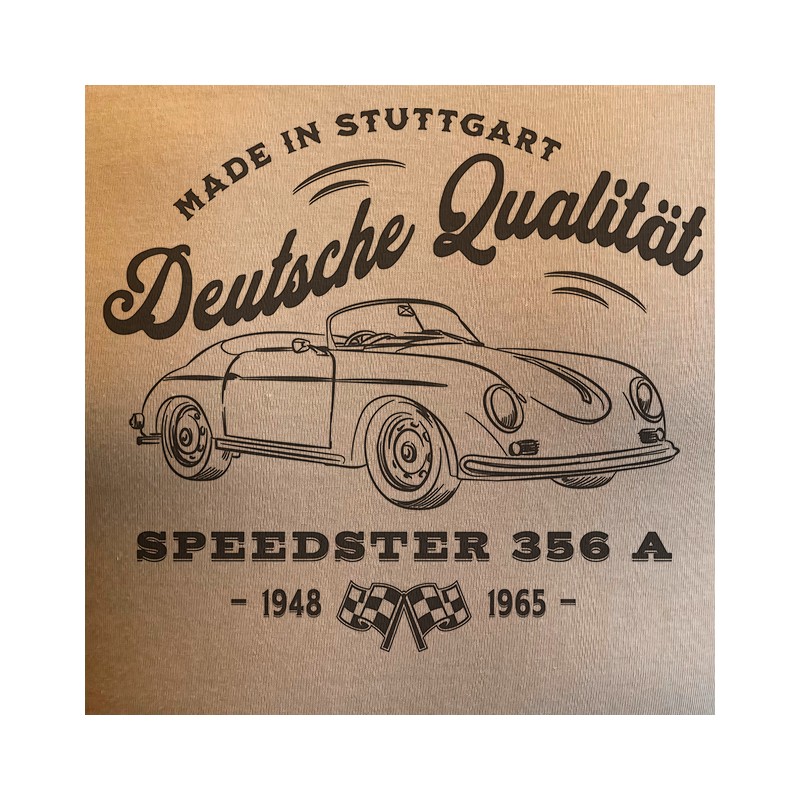 MADE IN STUTTGART
Deutsche Qualität
SPEEDSTER 356 A
- 1948 1965 -